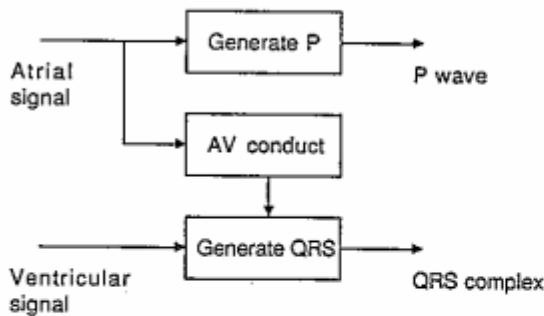 Generate P
Atrial
signal
P wave
AV conduct
Generate QRS
Ventricular
signal
QRS complex